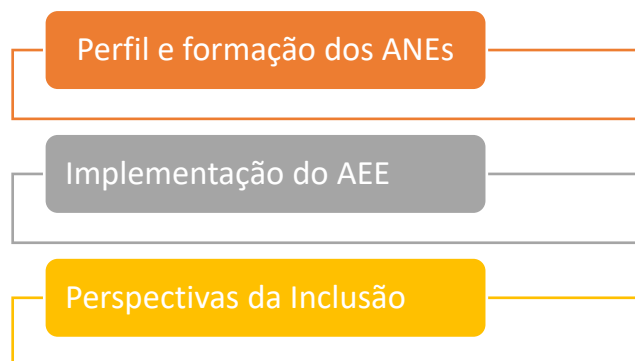 Perfil e formação dos ANEs
Implementação do AEE
Perspectivas da Inclusão